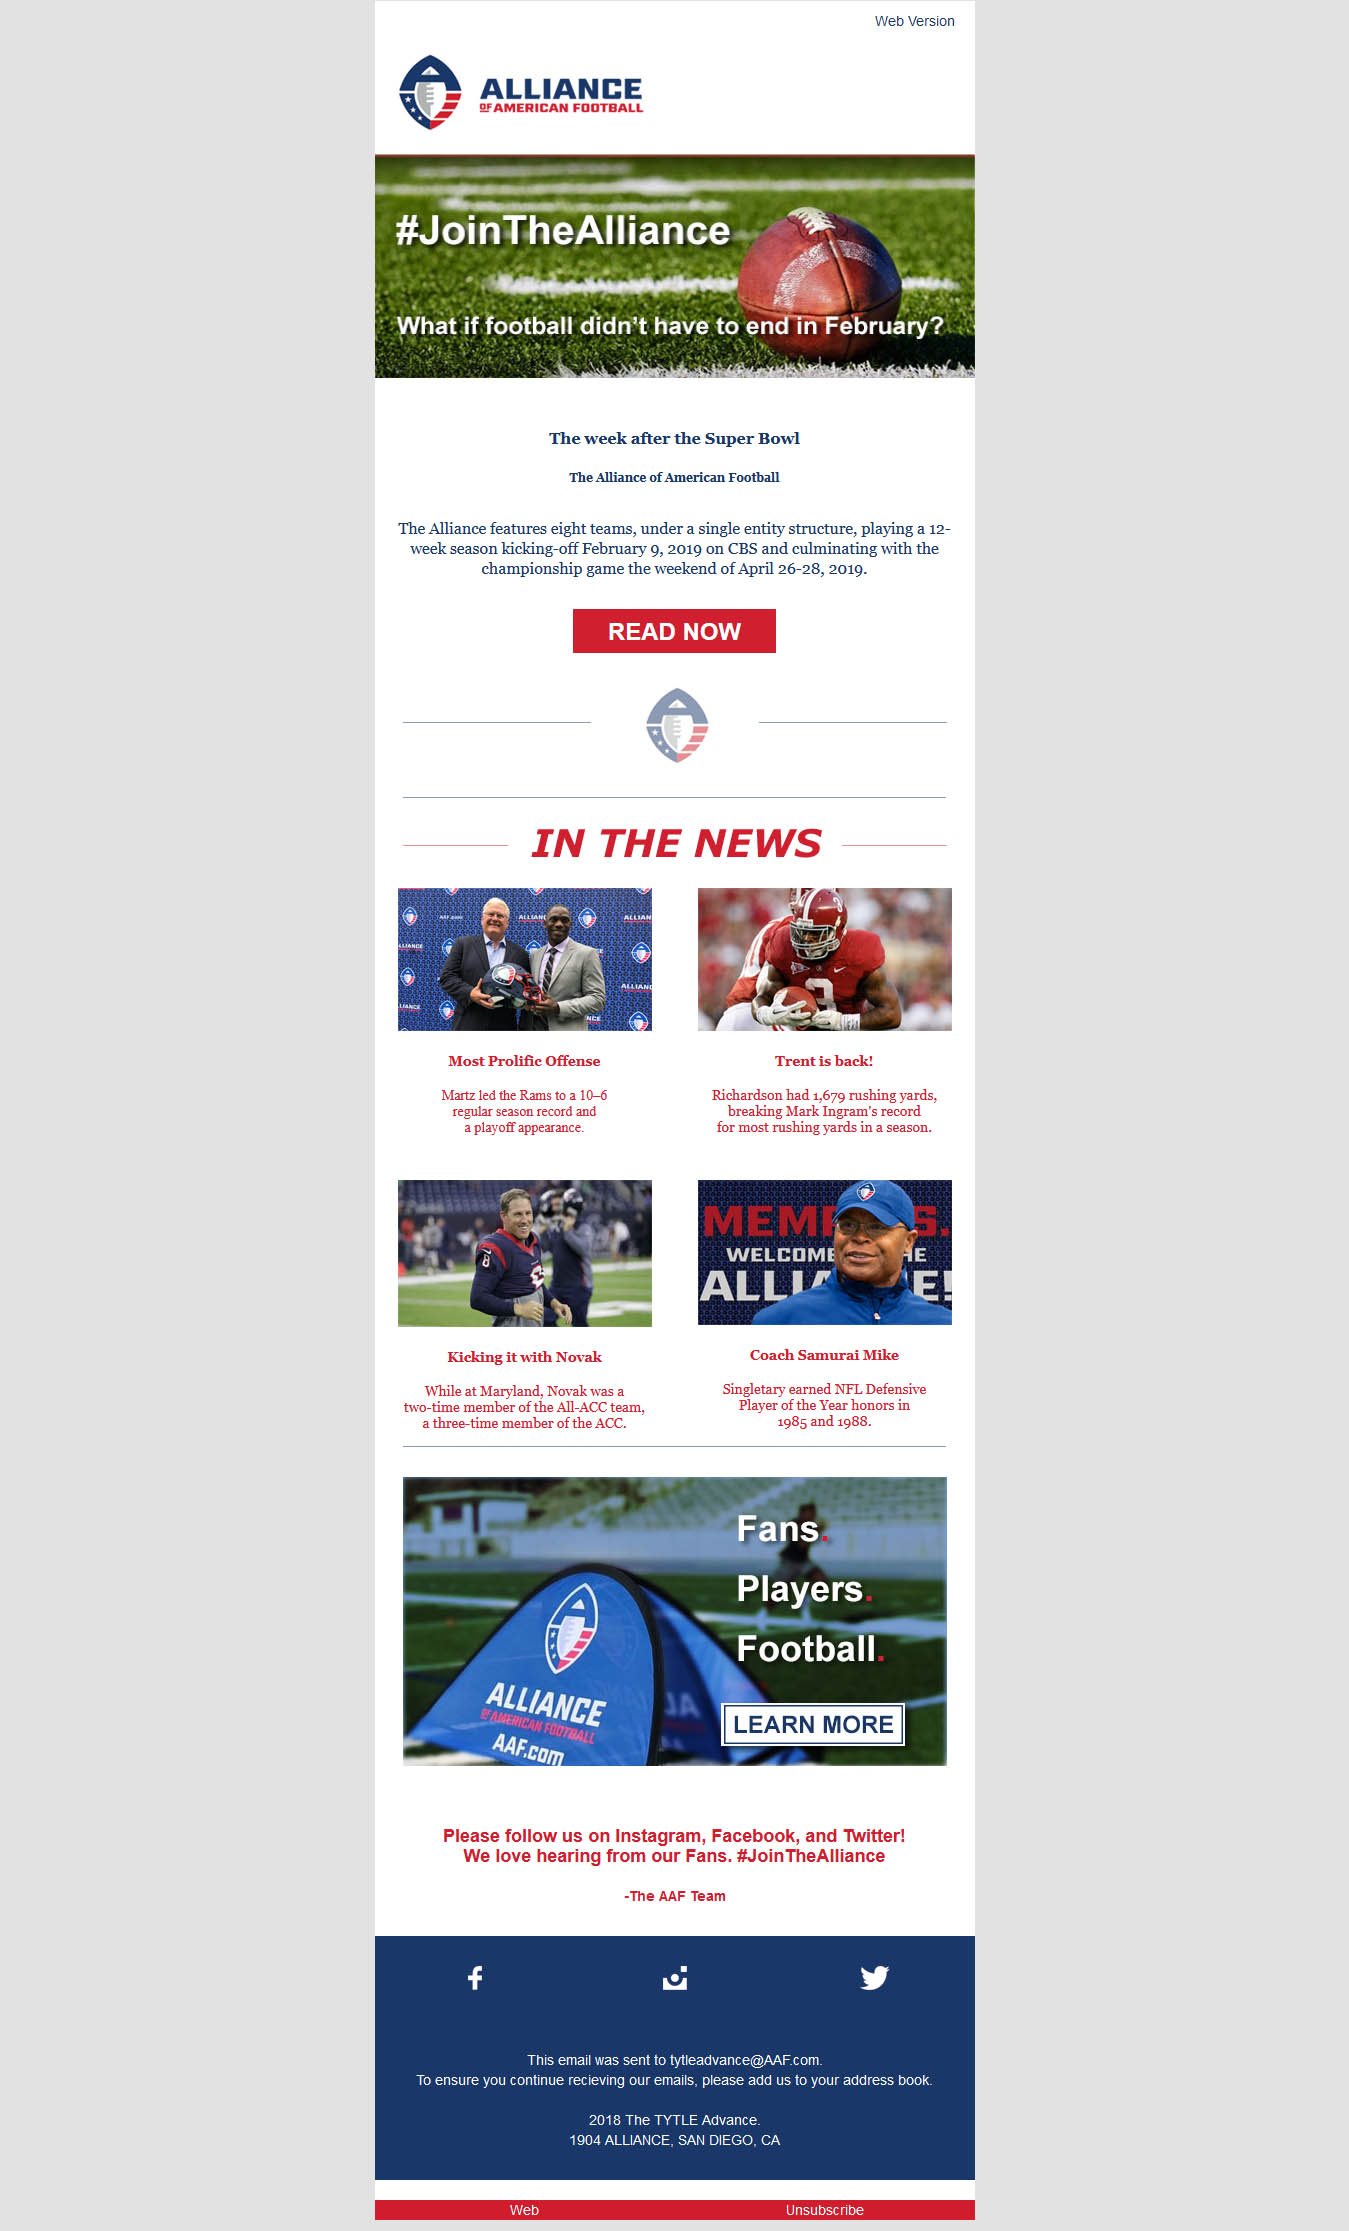 Web Version
ALLIANCE
OF AMERICAN FOOTBALL
#JoinTheAlliance
What if football didn't have to end in February?
The week after the Super Bowl
The Alliance of American Football
The Alliance features eight teams, under a single entity structure, playing a 12-
week season kicking-off February 9, 2019 on CBS and culminating with the
championship game the weekend of April 26-28, 2019.
READ NOW
IN THE NEWS
Most Prolific Offense
Martz led the Rams to a 10–6
regular season record and
a playoff appearance.
Trent is back!
Richardson had 1,679 rushing yards,
breaking Mark Ingram's record
for most rushing yards in a season.
MEMP S.
WELCOME HE
ALLIA E!
Kicking it with Novak
While at Maryland, Novak was a
two-time member of the All-ACC team,
a three-time member of the ACC.
Coach Samurai Mike
Singletary earned NFL Defensive
Player of the Year honors in
1985 and 1988.
Fans.
Players.
Football.
ALLIANCE
OF AMERICAN FOOTBALL
AAF.com
LEARN MORE
Please follow us on Instagram, Facebook, and Twitter!
We love hearing from our Fans. #JoinTheAlliance
-The AAF Team
This email was sent to tytleadvance@AAF.com.
To ensure you continue recieving our emails, please add us to your address book.
2018 The TYTLE Advance.
1904 ALLIANCE, SAN DIEGO, CA
Web Unsubscribe